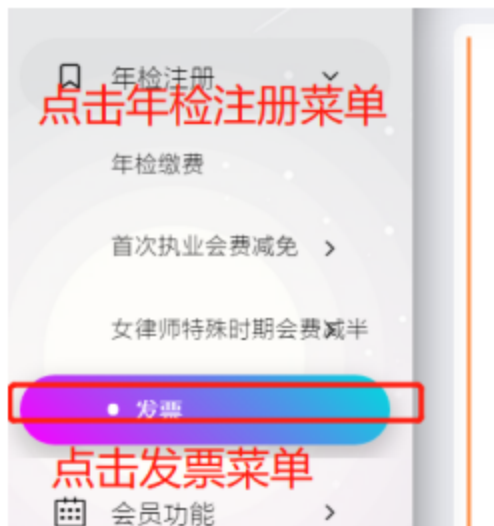 年检注册
点击年检注册菜单
年检缴费
首次执业会费减免
女律师特殊时期会费减半
发票
点击发票菜单
会员功能